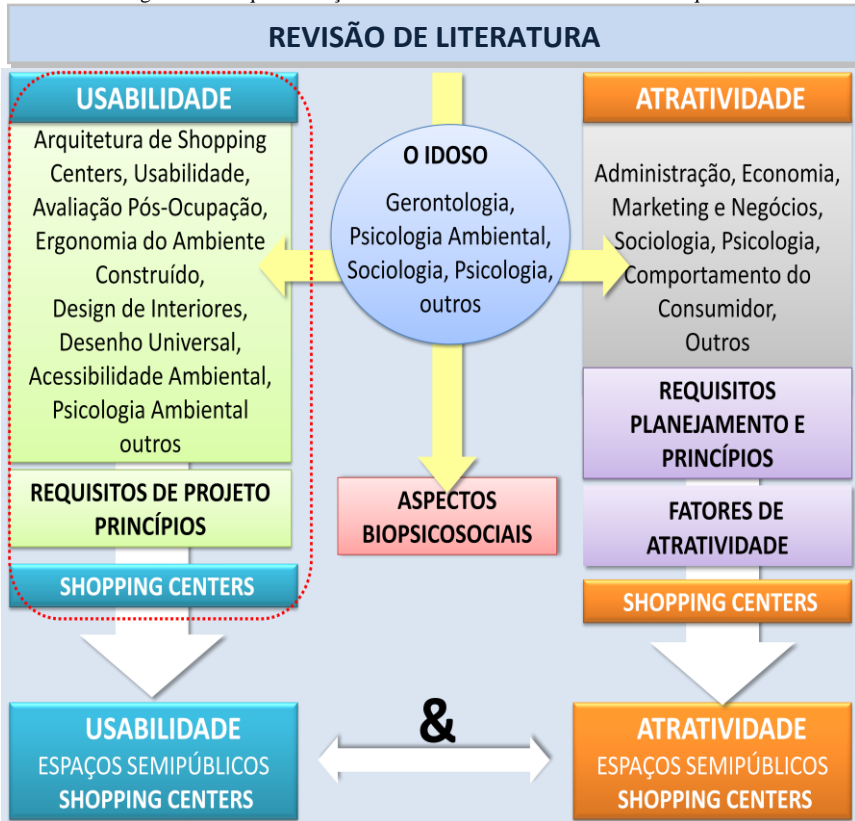 REVISÃO DE LITERATURA
USABILIDADE
Arquitetura de Shopping
Centers, Usabilidade,
Avaliação Pós-Ocupação,
Ergonomia do Ambiente
Construído,
Design de Interiores,
Desenho Universal,
Acessibilidade Ambiental,
Psicologia Ambiental
outros
REQUISITOS DE PROJETO
PRINCÍPIOS
SHOPPING CENTERS
O IDOSO
Gerontologia,
Psicologia Ambiental,
Sociologia, Psicologia,
outros
ASPECTOS
BIOPSICOSOCIAIS
ATRATIVIDADE
Administração, Economia,
Marketing e Negócios,
Sociologia, Psicologia,
Comportamento do
Consumidor,
Outros
REQUISITOS
PLANEJAMENTO E
PRINCÍPIOS
FATORES DE
ATRATIVIDADE
SHOPPING CENTERS
USABILIDADE
ESPAÇOS SEMIPÚBLICOS
SHOPPING CENTERS
&
ATRATIVIDADE
ESPAÇOS SEMIPÚBLICOS
SHOPPING CENTERS